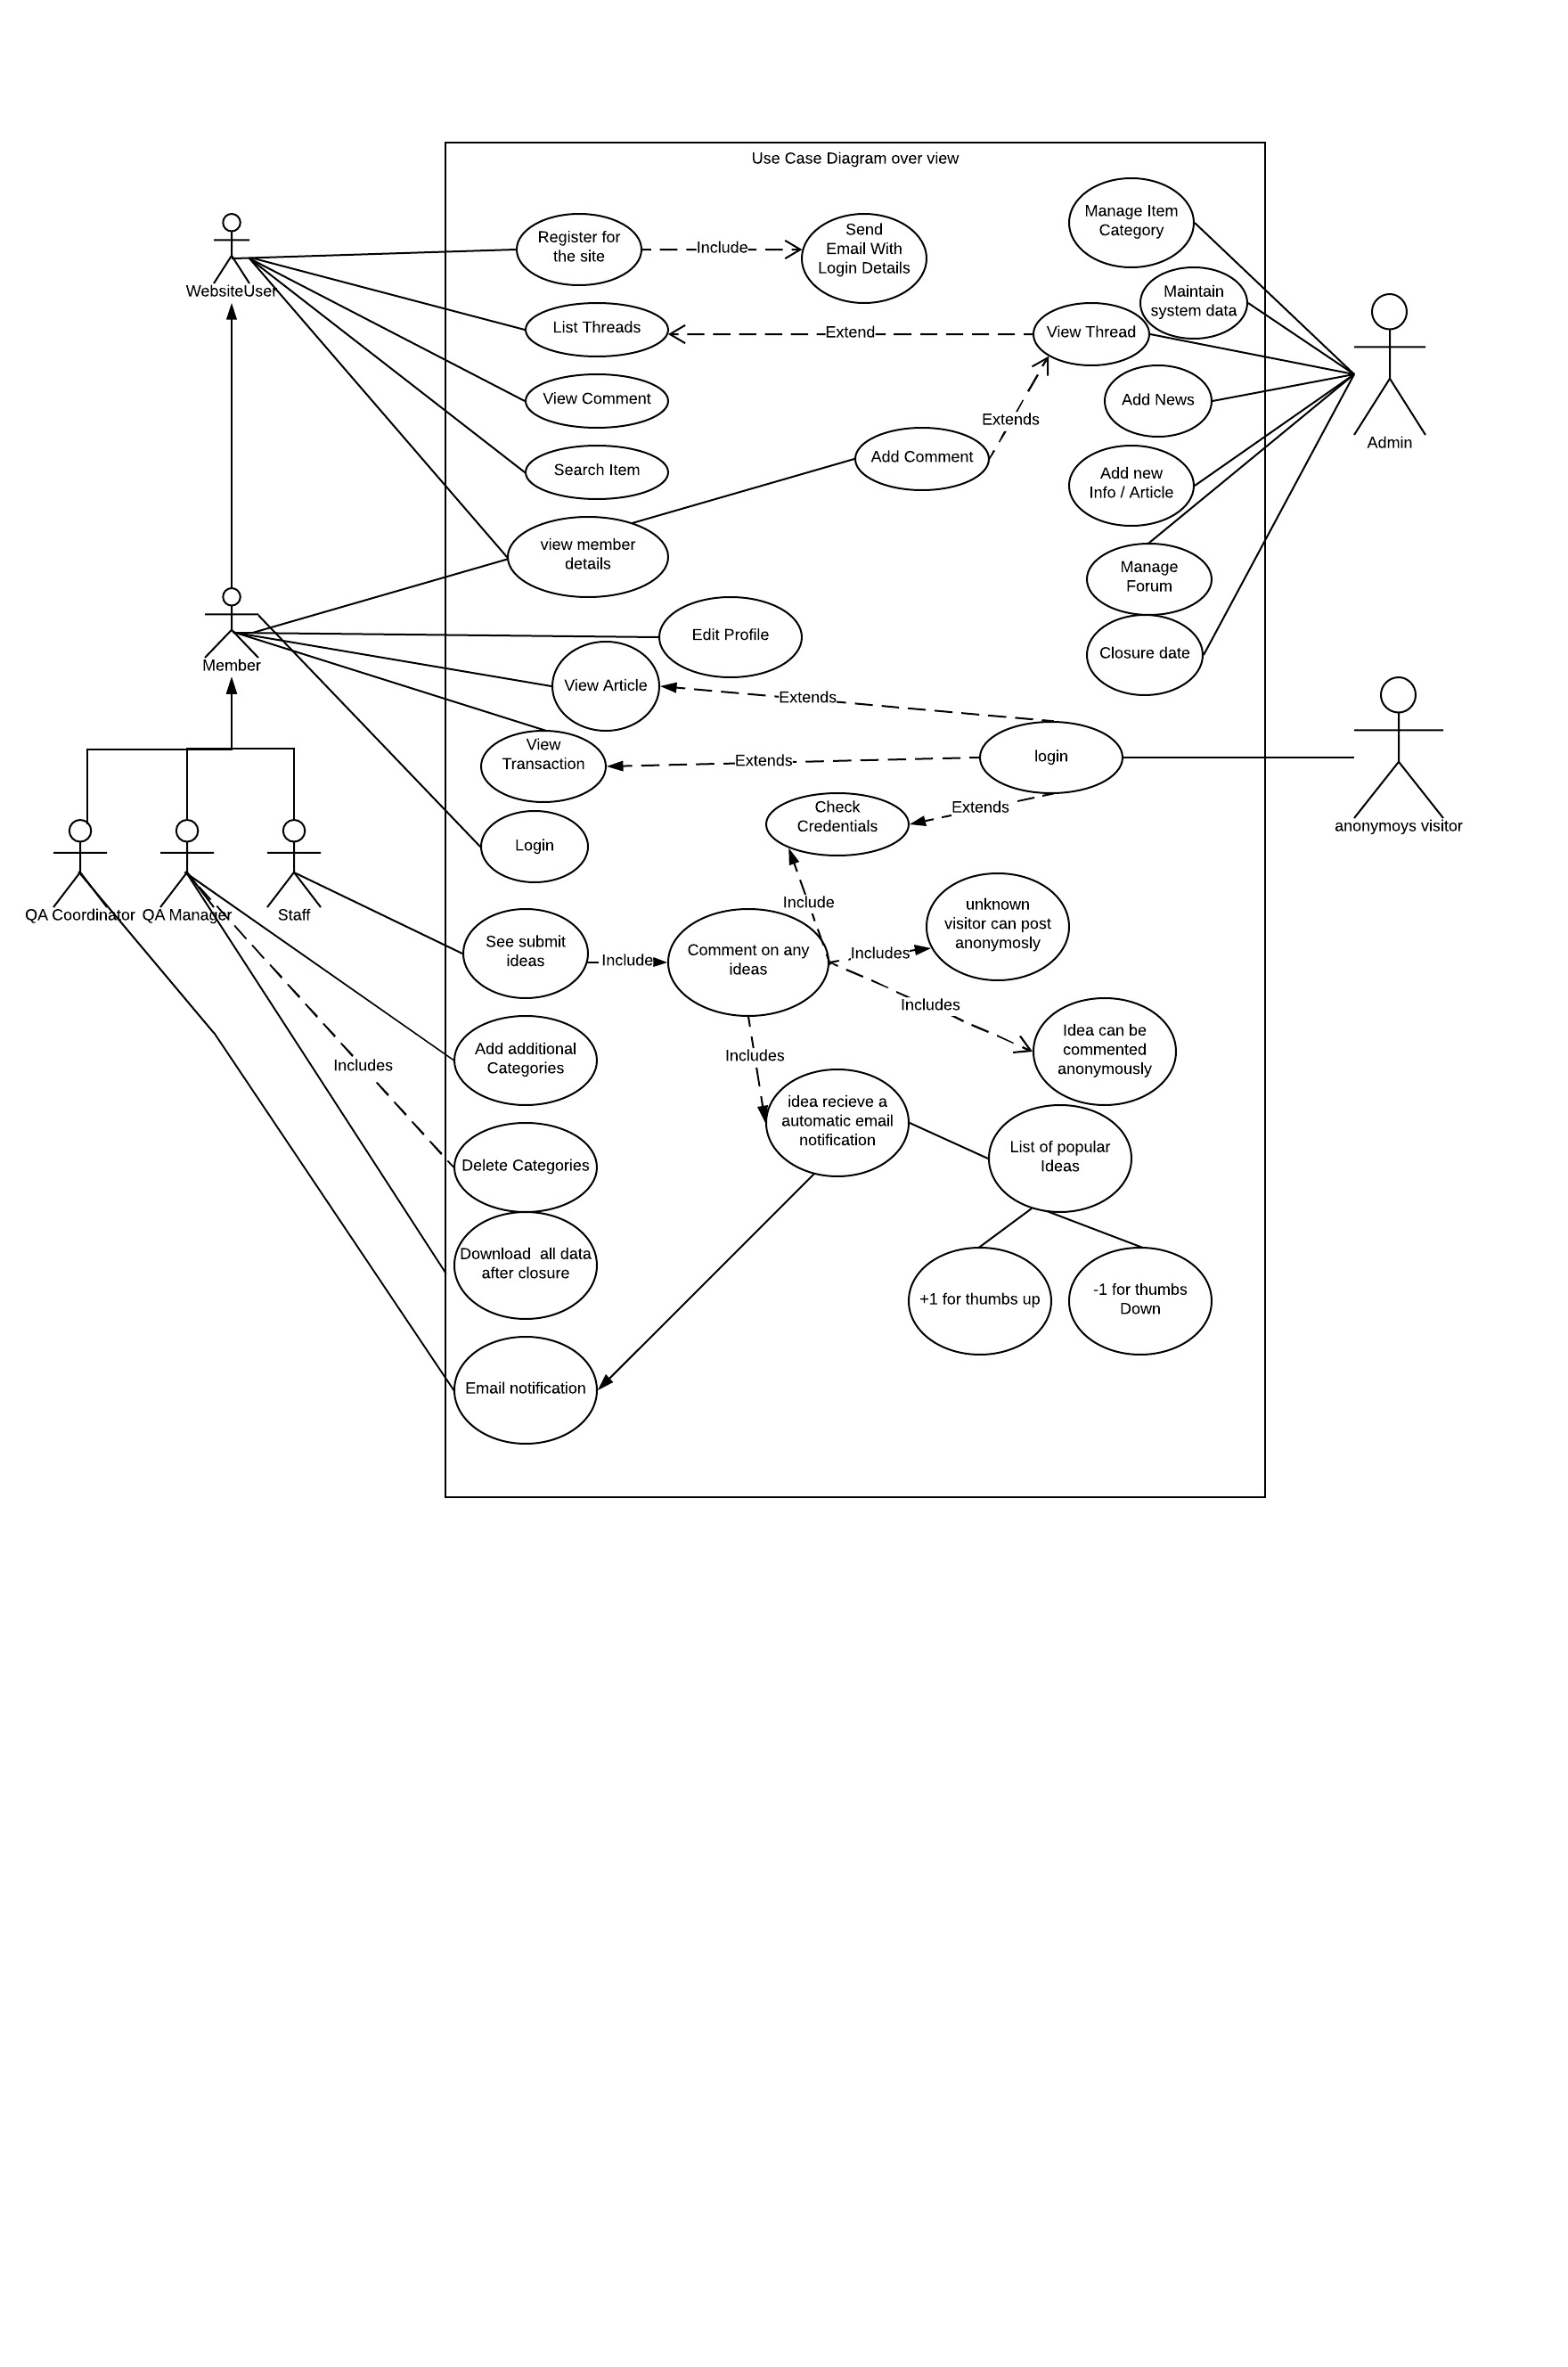 Use Case Diagram over view
Manage Item
Category
Register for
the site
Include
Send
Email With
Login Details
WebsiteUser
Maintain
system data
List Threads
Extend
View Thread
View Comment
Add News
Extends
Admin
Search Item
Add Comment
Add new
Info / Article
view member
details
Manage
Forum
Edit Profile
Closure date
Member
View Article
Extends
View
Transaction
Extends
login
Check
Credentials
Extends
anonymoys visitor
Login
QA Coordinator
QA Manager
Staff
Include
unknown
visitor can post
anonymosly
See submit
ideas
Include
Comment on any
ideas
Includes
Includes
Idea can be
commented
anonymously
Add additional
Categories
Includes
Includes
idea recieve a
automatic email
notification
List of popular
Ideas
Delete Categories
Download  all data
after closure
+1 for thumbs up
-1 for thumbs
Down
Email notification